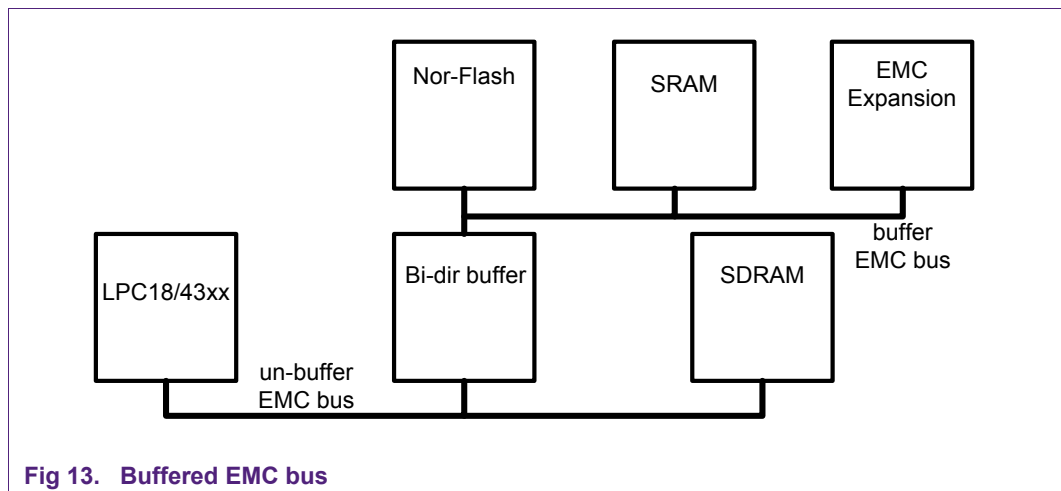 Nor-Flash
SRAM
EMC
Expansion
buffer
EMC bus
LPC18/43xx
Bi-dir buffer
SDRAM
un-buffer
EMC bus
Fig 13. Buffered EMC bus